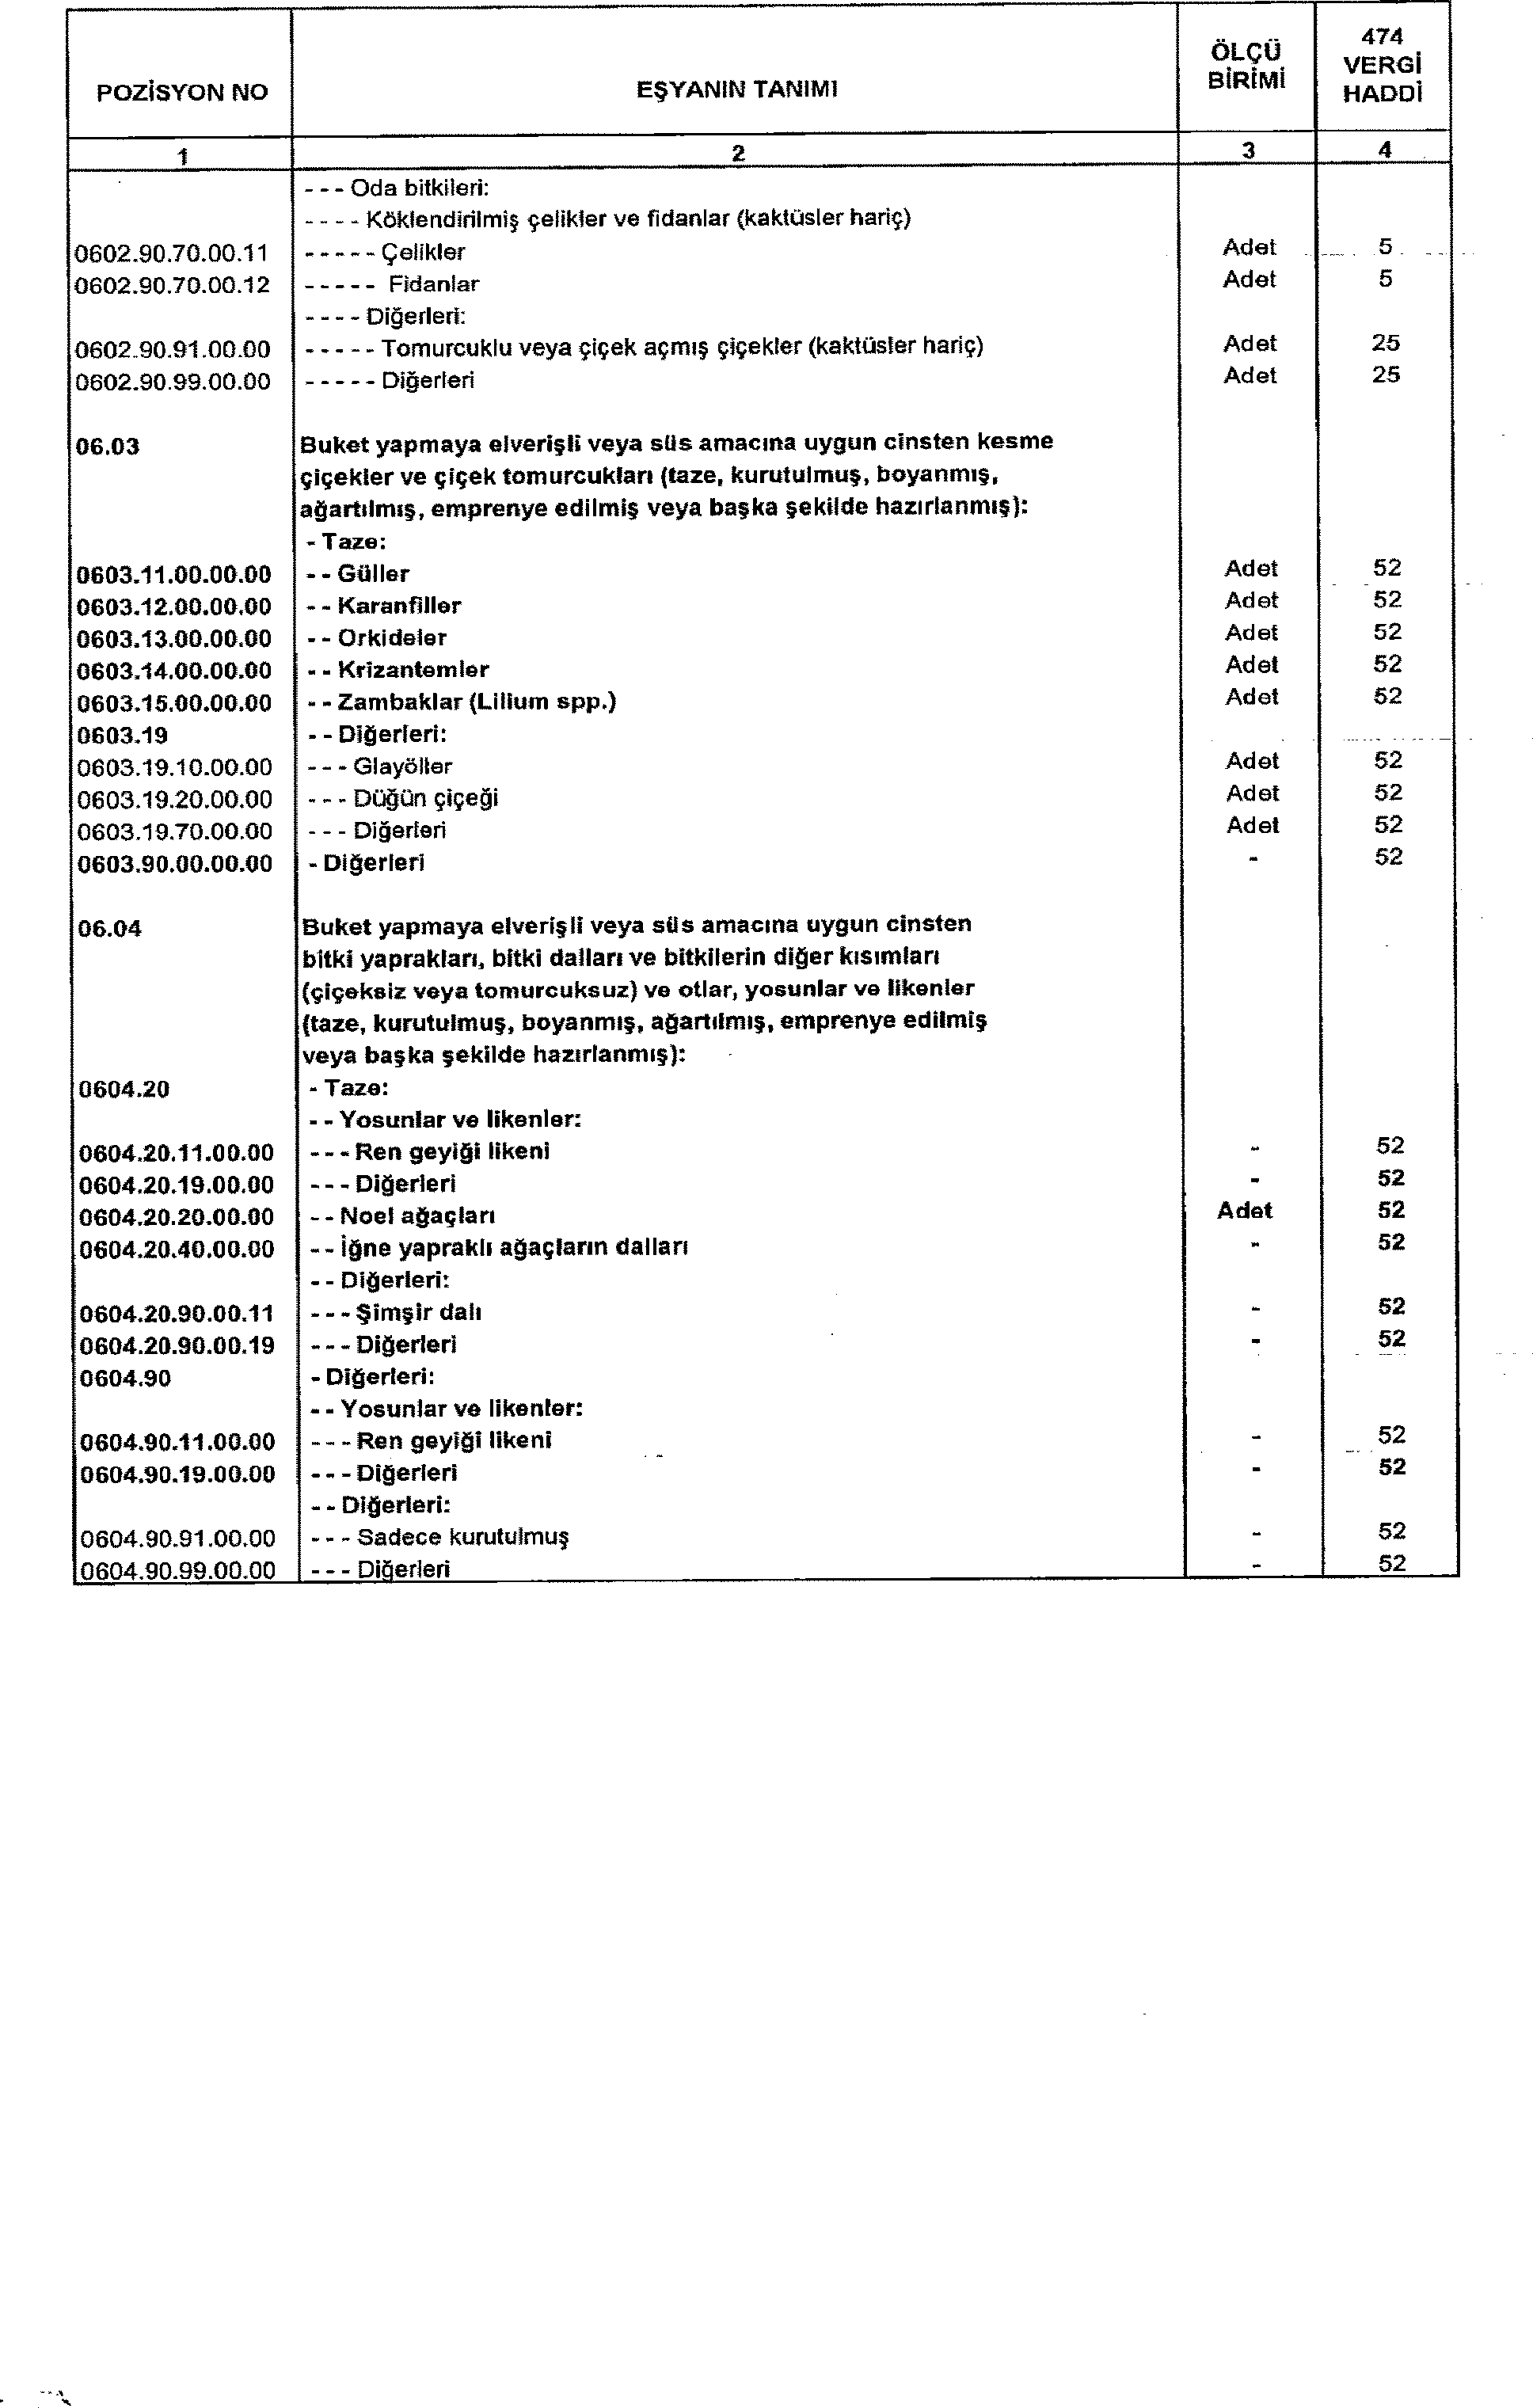 POZİSYON NO EŞYANIN TANIMI ÖLÇÜ BİRİMİ 474 VERGİ HADDİ
1 2 3 4
- - - Oda bitkileri:
- - - - Köklendirilmiş çelikler ve fidanlar (kaktüsler hariç)
0602.90.70.00.11 - - - - - Çelikler Adet 5
0602.90.70.00.12 - - - - - Fidanlar Adet 5
- - - - Diğerleri:
0602.90.91.00.00 - - - - - Tomurcuklu veya çiçek açmış çiçekler (kaktüsler hariç) Adet 25
0602.90.99.00.00 - - - - - Diğerleri Adet 25
06.03 Buket yapmaya elverişli veya süs amacına uygun cinsten kesme
çiçekler ve çiçek tomurcukları (taze, kurutulmuş, boyanmış,
ağartılmış, emprenye edilmiş veya başka şekilde hazırlanmış):
- Taze:
0603.11.00.00.00 - - Güller Adet 52
0603.12.00.00.00 - - Karanfiller Adet 52
0603.13.00.00.00 - - Orkideler Adet 52
0603.14.00.00.00 - - Krizantemler Adet 52
0603.15.00.00.00 - - Zambaklar (Lilium spp.) Adet 52
0603.19 - - Diğerleri:
0603.19.10.00.00 - - - Glayöller Adet 52
0603.19.20.00.00 - - - Düğün çiçeği Adet 52
0603.19.70.00.00 - - - Diğerleri Adet 52
0603.90.00.00.00 - Diğerleri - 52
06.04 Buket yapmaya elverişli veya süs amacına uygun cinsten
bitki yaprakları, bitki dalları ve bitkilerin diğer kısımları
(çiçeksiz veya tomurcuksuz) ve otlar, yosunlar ve likenler
(taze, kurutulmuş, boyanmış, ağartılmış, emprenye edilmiş
veya başka şekilde hazırlanmış):
0604.20 - Taze:
- - Yosunlar ve likenler:
0604.20.11.00.00 - - - Ren geyiği likeni - 52
0604.20.19.00.00 - - - Diğerleri - 52
0604.20.20.00.00 - - Noel ağaçları Adet 52
0604.20.40.00.00 - - İğne yapraklı ağaçların dalları - 52
- - Diğerleri:
0604.20.90.00.11 - - - Şimşir dalı - 52
0604.20.90.00.19 - - - Diğerleri - 52
0604.90 - Diğerleri:
- - Yosunlar ve likenler:
0604.90.11.00.00 - - - Ren geyiği likeni - 52
0604.90.19.00.00 - - - Diğerleri - 52
- - Diğerleri:
0604.90.91.00.00 - - - Sadece kurutulmuş - 52
0604.90.99.00.00 - - - Diğerleri - 52